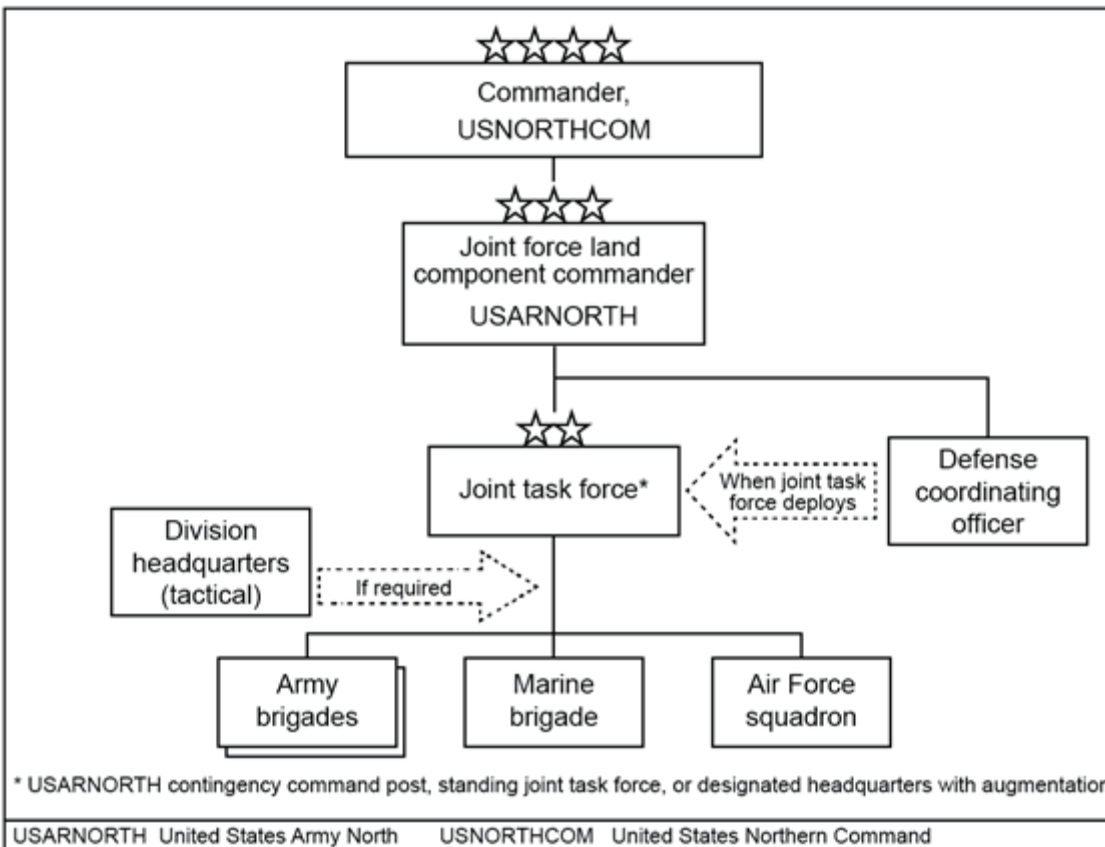 Commander,
USNORTHCOM
Joint force land
component commander
USARNORTH
Joint task force*
When joint task
force deploys
Defense
coordinating
officer
Division
headquarters
(tactical)
If required
Army
brigades
Marine
brigade
Air Force
squadron
* USARNORTH contingency command post, standing joint task force, or designated headquarters with augmentation
USARNORTH United States Army North USNORTHCOM United States Northern Command